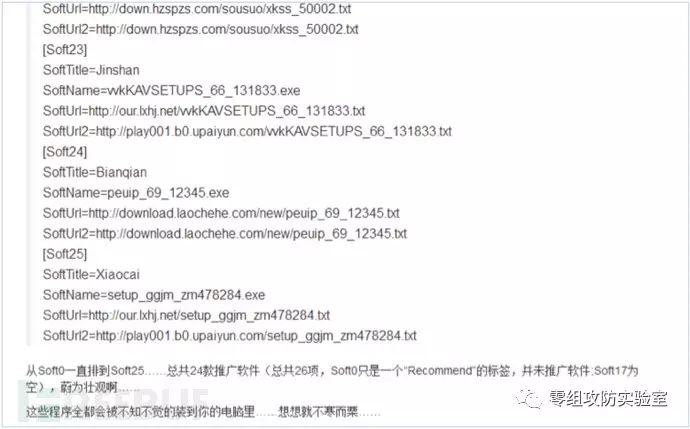 SoftUrl=http://down.hzspzs.com/sousuo/xkss_50002.txt
SoftUrl2=http://down.hzspzs.com/sousuo/xkss_50002.txt
[Soft23]
SoftTitle=Jinshan
SoftName=vvkKAVSETUPS_66_131833.exe
SoftUrl=http://our.lxhj.net/vvkKAVSETUPS_66_131833.txt
SoftUrl2=http://play001.b0.upaiyun.com/vvkKAVSETUPS_66_131833.txt
[Soft24]
SoftTitle=Bianqian
SoftName=peuip_69_12345.exe
SoftUrl=http://download.laochehe.com/new/peuip_69_12345.txt
SoftUrl2=http://download.laochehe.com/new/peuip_69_12345.txt
[Soft25]
SoftTitle=Xiaocai
SoftName=setup_ggjm_zm478284.exe
SoftUrl=http://our.lxhj.net/setup_ggjm_zm478284.txt
SoftUrl2=http://play001.b0.upaiyun.com/setup_ggjm_zm478284.txt
从Soft0一直排到Soft25……总共24款推广软件（总共26项，Soft0只是一个“Recommend”的标签，并未推广软件;Soft17为
空），蔚为壮观啊……
这些程序全都会被不知不觉的装到你的电脑里……想想就不寒而栗……
零组攻防实验室